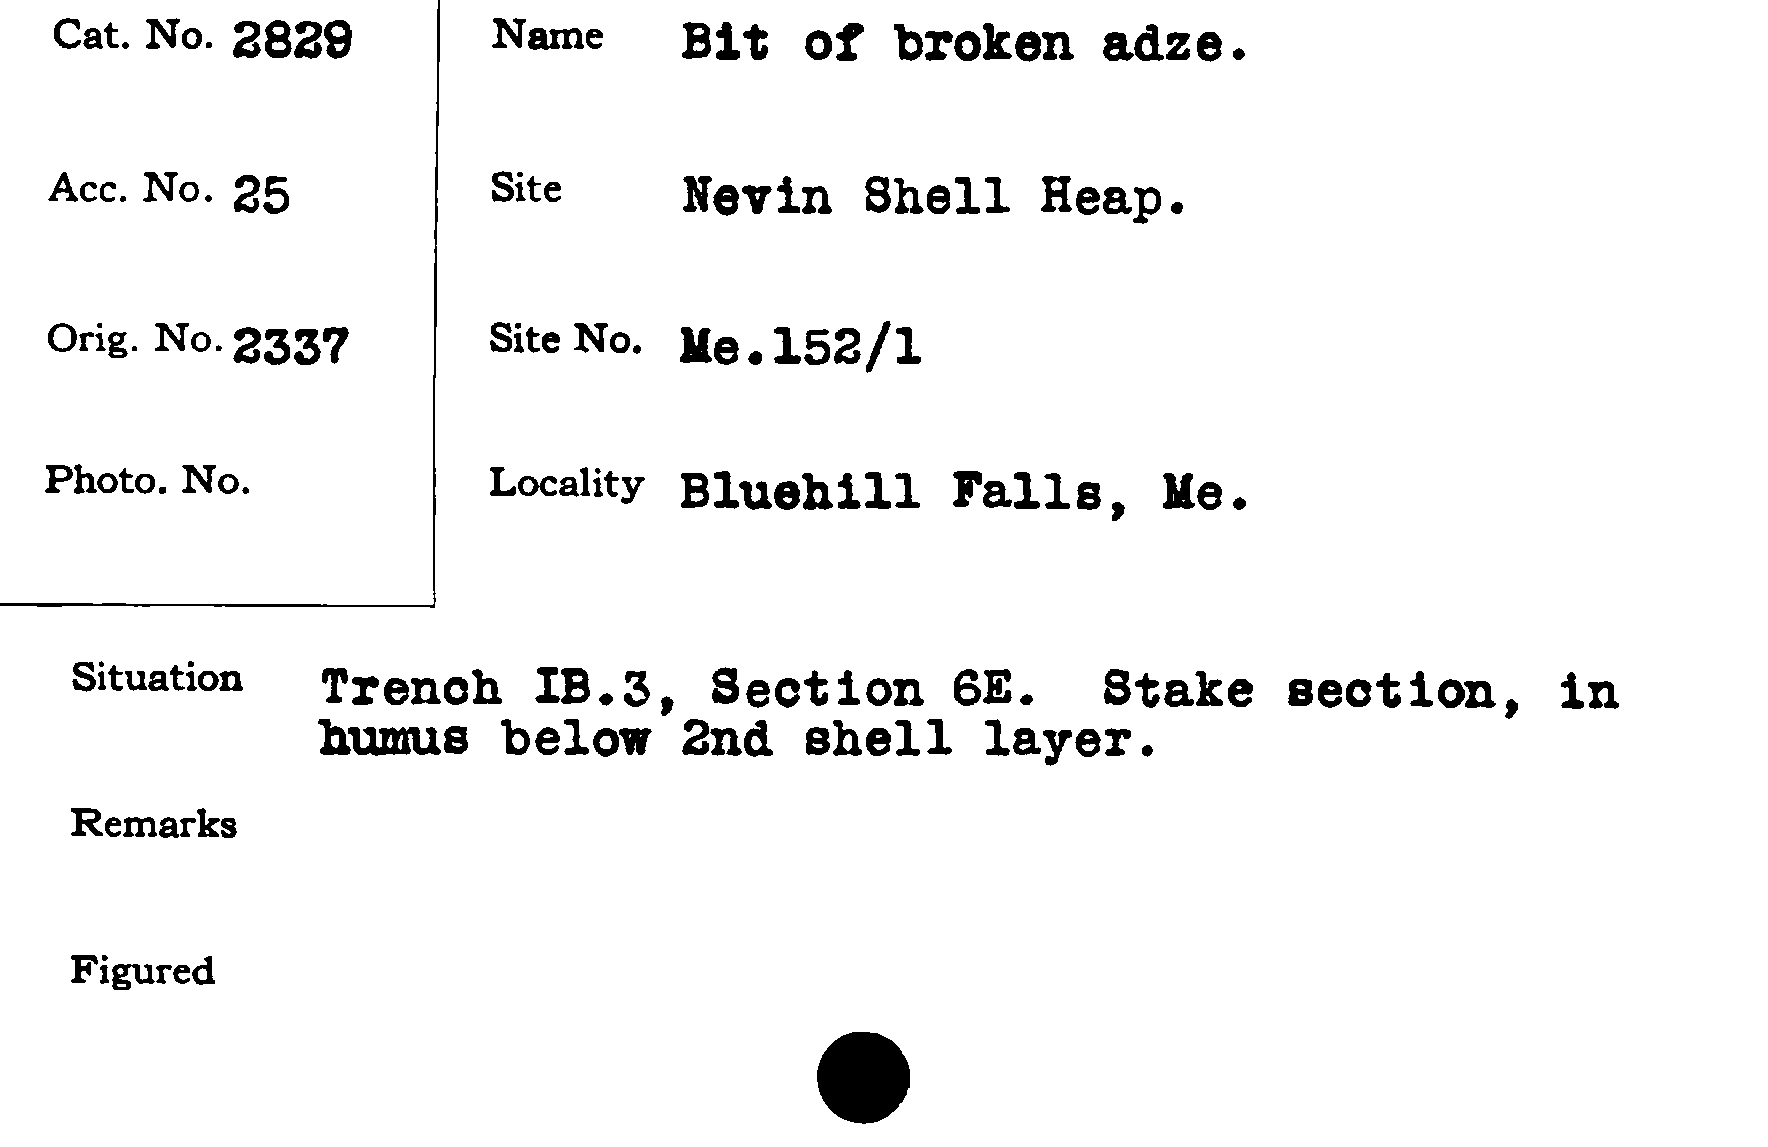 Cat. No. 2829
Acc. No. 25
Orig. No. 2337
Photo. No.
Name Bit of broken adze.
Site Nevin Shell Heap.
Site No. Me.152/1
Locality Bluehill Falls, Me.
Situation Trench IB.3, Section 6E. Stake section, in
humus below 2nd shell layer.
Remarks
Figured